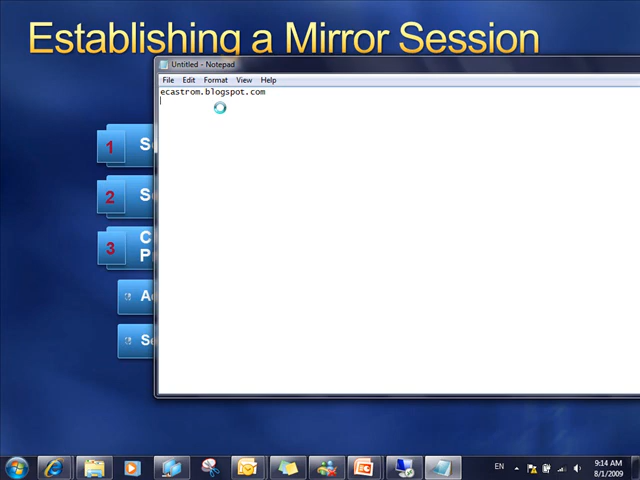 Establishing a Mirror Session
Untitled - Notepad
File Edit Format View Help
ecastrom.blogspot.com
1
2
3
EN
9:14 AM
8/1/2009